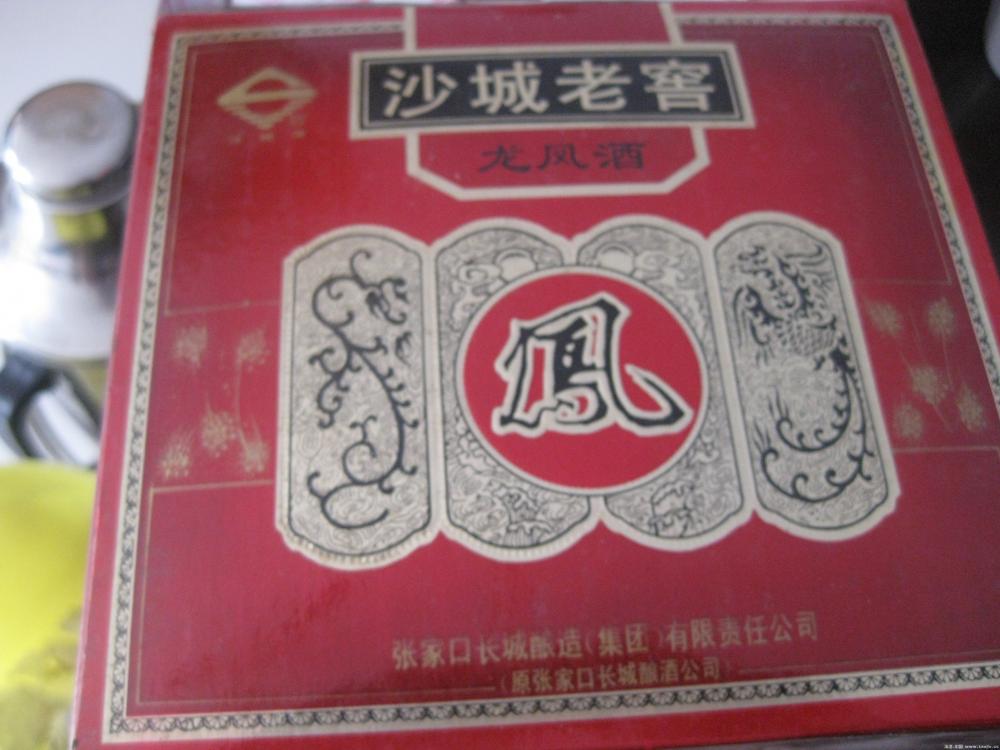 沙城老窖
龙凤酒
鳳
张家口长城酿造(集团)有限责任公司
(原张家口长城酿酒公司)